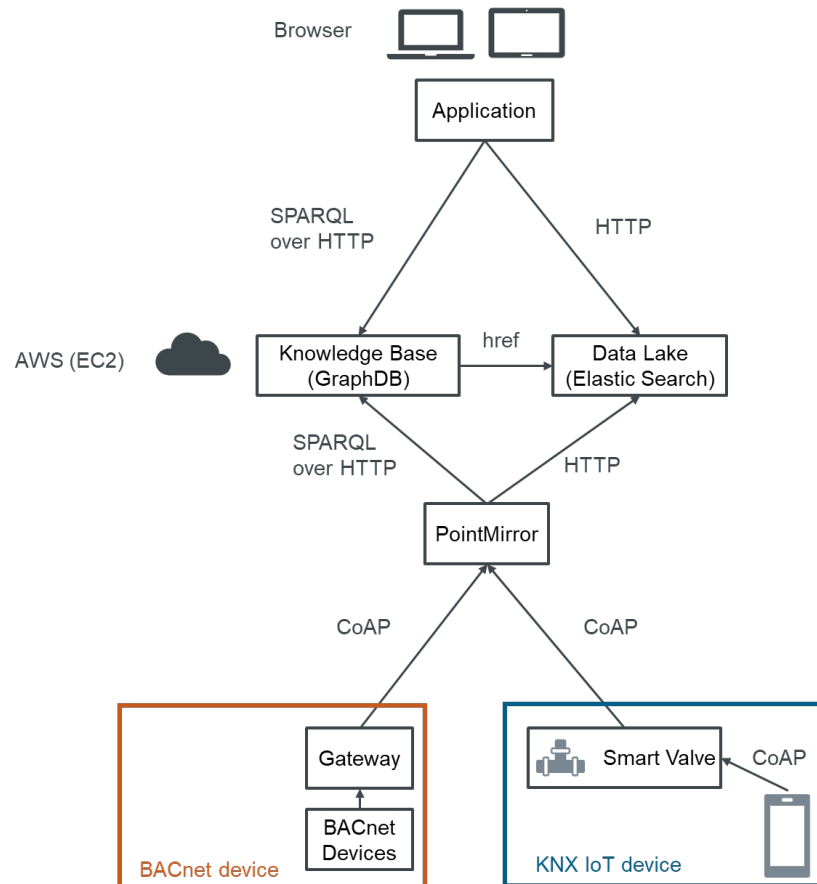 Browser
Application
SPARQL
over HTTP
HTTP
AWS (EC2)
Knowledge Base
(GraphDB)
href
Data Lake
(Elastic Search)
SPARQL
over HTTP
HTTP
PointMirror
CoAP
CoAP
Gateway
BACnet
Devices
BACnet device
Smart Valve
CoAP
KNX IoT device